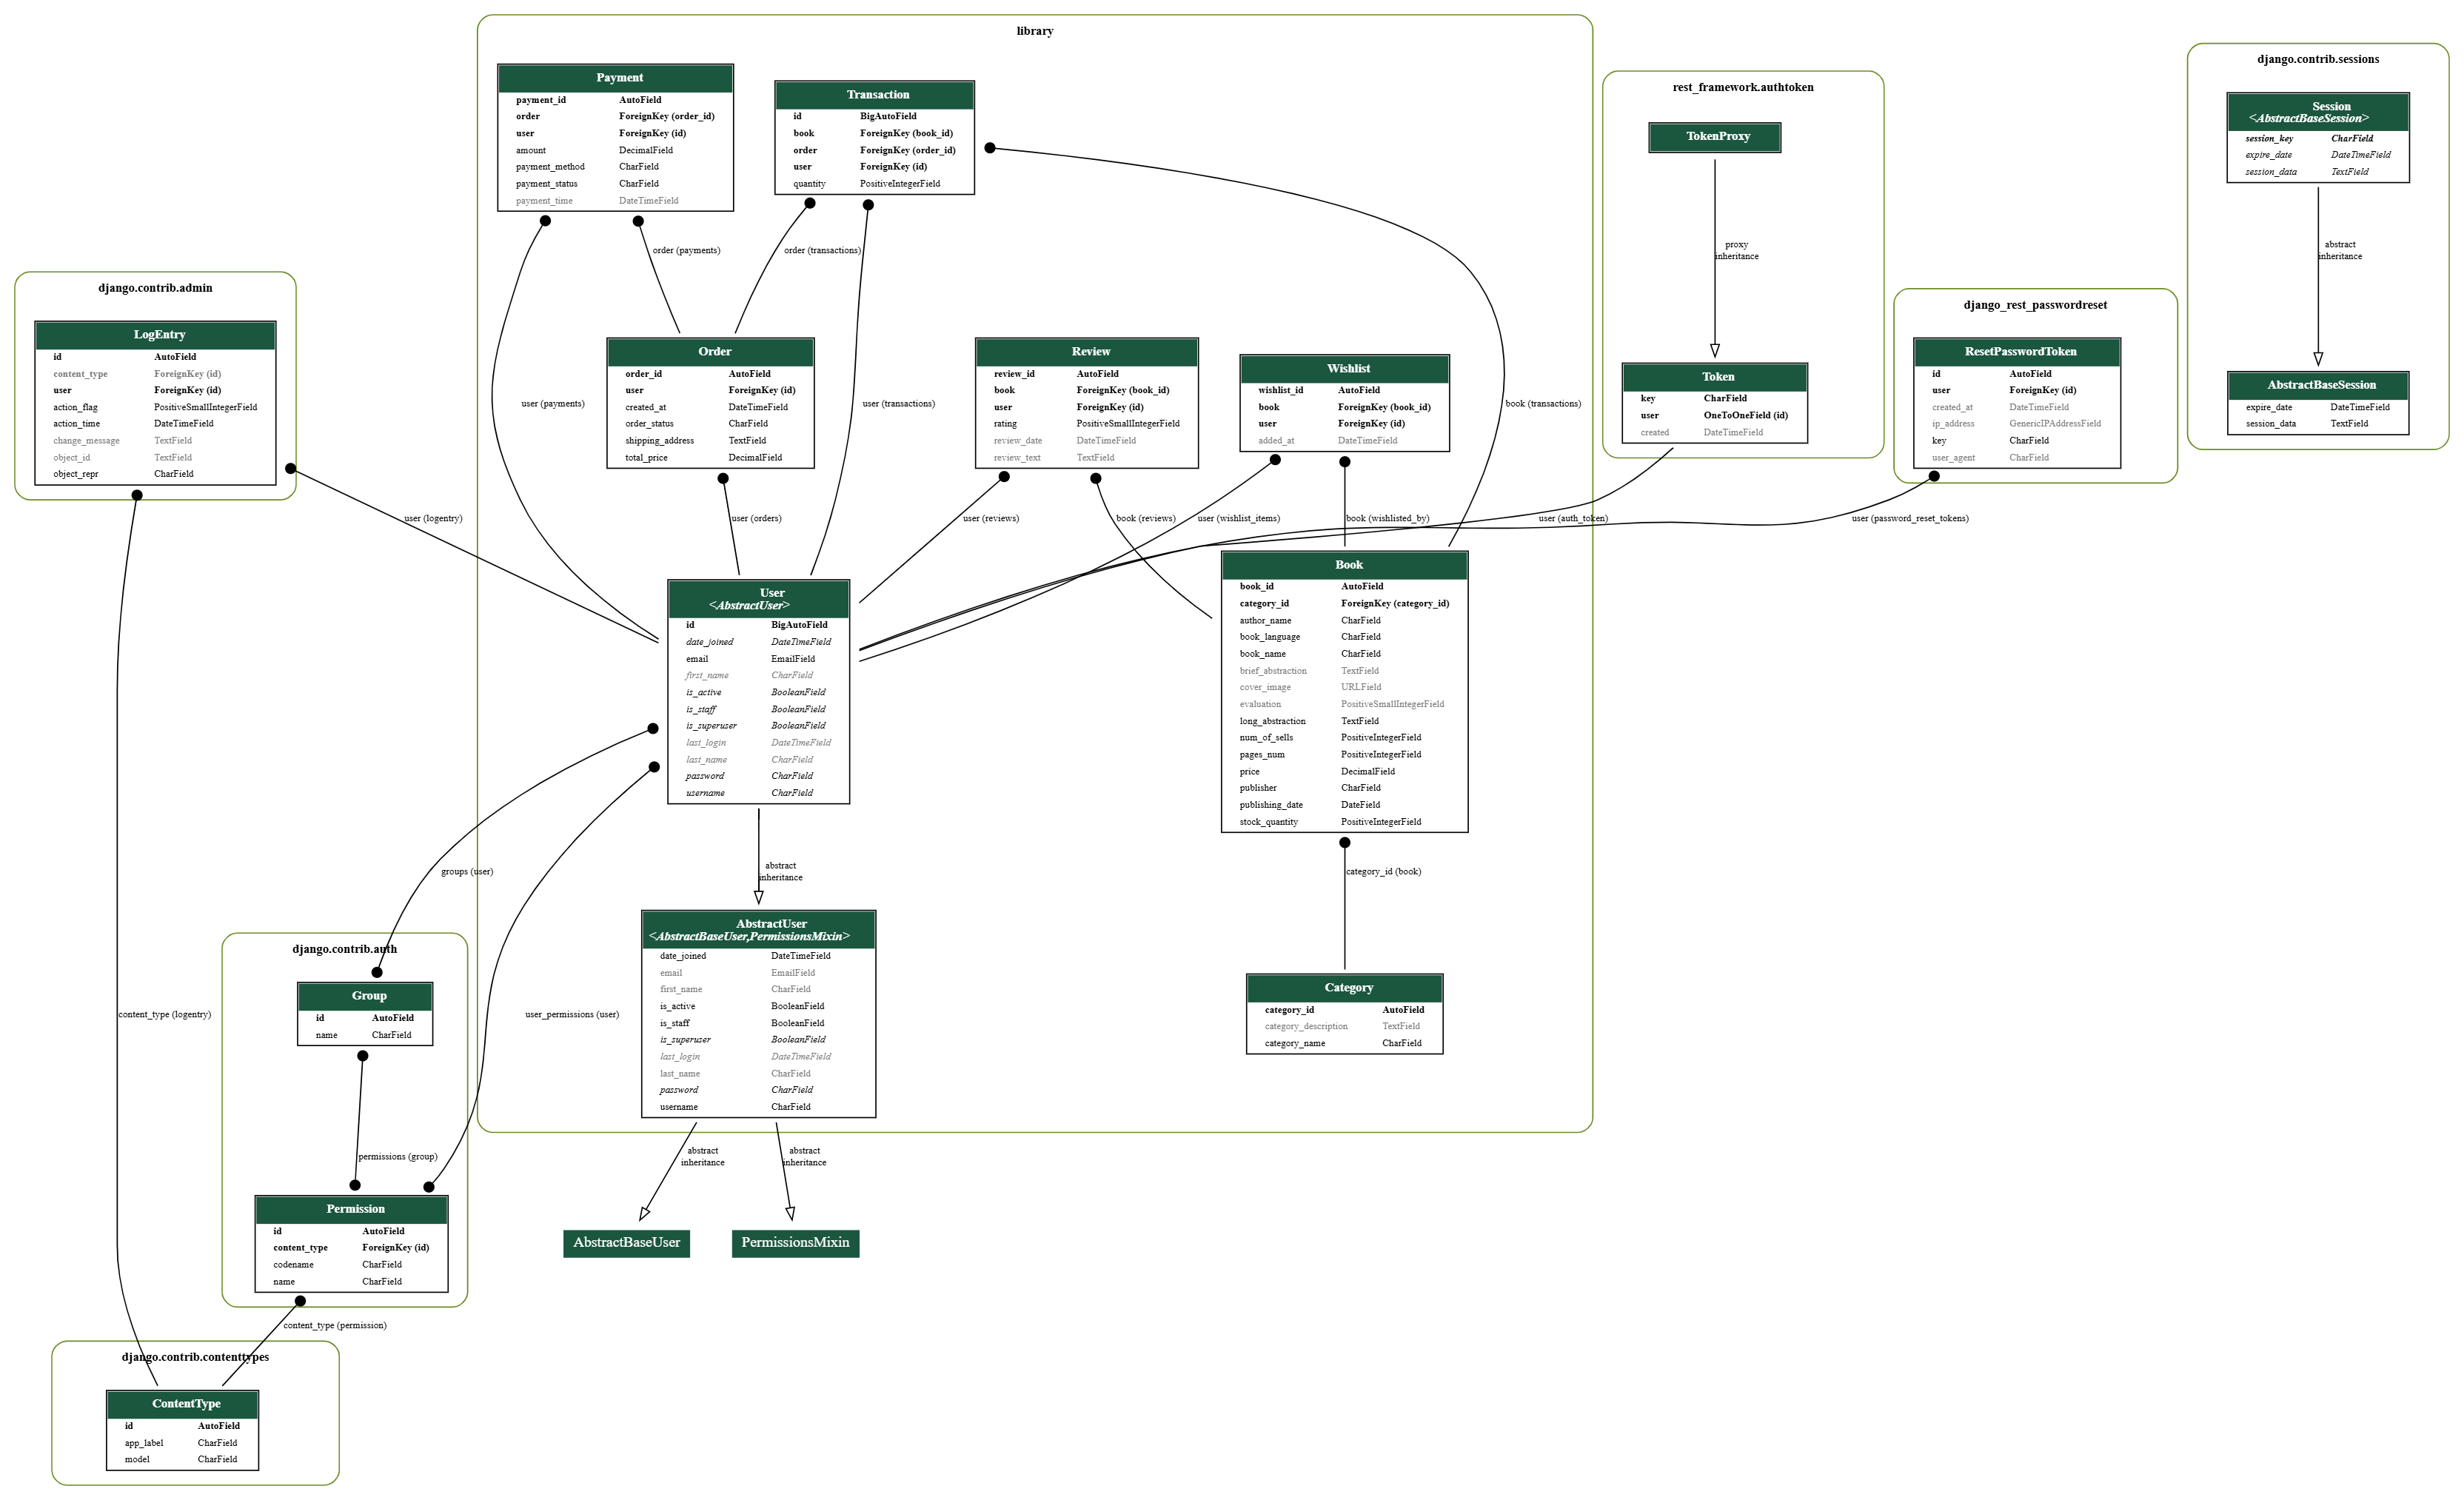 library
Payment
payment_id AutoField
order ForeignKey (order_id)
user ForeignKey (id)
amount DecimalField
payment_method CharField
payment_status CharField
payment_time DateTimeField
Transaction
id BigAutoField
book ForeignKey (book_id)
order ForeignKey (order_id)
user ForeignKey (id)
quantity PositiveIntegerField
rest_framework.authtoken
TokenProxy
django.contrib.sessions
Session
<AbstractBaseSession>
session_key CharField
expire_date DateTimeField
session_data TextField
order (payments)
order (transactions)
proxy
inheritance
abstract
inheritance
django.contrib.admin
LogEntry
id AutoField
content_type ForeignKey (id)
user ForeignKey (id)
action_flag PositiveSmallIntegerField
action_time DateTimeField
change_message TextField
object_id TextField
object_repr CharField
user (payments)
Order
order_id AutoField
user ForeignKey (id)
created_at DateTimeField
order_status CharField
shipping_address TextField
total_price DecimalField
user (transactions)
Review
review_id AutoField
book ForeignKey (book_id)
user ForeignKey (id)
rating PositiveSmallIntegerField
review_date DateTimeField
review_text TextField
Wishlist
wishlist_id AutoField
book ForeignKey (book_id)
user ForeignKey (id)
added_at DateTimeField
book (transactions)
Token
key CharField
user OneToOneField (id)
created DateTimeField
django_rest_passwordreset
ResetPasswordToken
id AutoField
user ForeignKey (id)
created_at DateTimeField
ip_address GenericIPAddressField
key CharField
user_agent CharField
AbstractBaseSession
expire_date DateTimeField
session_data TextField
user (logentry)
user (orders)
user (reviews)
book (reviews)
user (wishlist_items)
book (wishlisted_by)
user (auth_token)
user (password_reset_tokens)
User
<AbstractUser>
id BigAutoField
date_joined DateTimeField
email EmailField
first_name CharField
is_active BooleanField
is_staff BooleanField
is_superuser BooleanField
last_login DateTimeField
last_name CharField
password CharField
username CharField
Book
book_id AutoField
category_id ForeignKey (category_id)
author_name CharField
book_language CharField
book_name CharField
brief_abstraction TextField
cover_image URLField
evaluation PositiveSmallIntegerField
long_abstraction TextField
num_of_sells PositiveIntegerField
pages_num PositiveIntegerField
price DecimalField
publisher CharField
publishing_date DateField
stock_quantity PositiveIntegerField
groups (user)
abstract
inheritance
category_id (book)
AbstractUser
<AbstractBaseUser,PermissionsMixin>
date_joined DateTimeField
email EmailField
first_name CharField
is_active BooleanField
is_staff BooleanField
is_superuser BooleanField
last_login DateTimeField
last_name CharField
password CharField
username CharField
Category
category_id AutoField
category_description TextField
category_name CharField
django.contrib.auth
Group
id AutoField
name CharField
content_type (logentry)
user_permissions (user)
permissions (group)
abstract
inheritance
abstract
inheritance
Permission
id AutoField
content_type ForeignKey (id)
codename CharField
name CharField
AbstractBaseUser
PermissionsMixin
content_type (permission)
django.contrib.contenttypes
ContentType
id AutoField
app_label CharField
model CharField